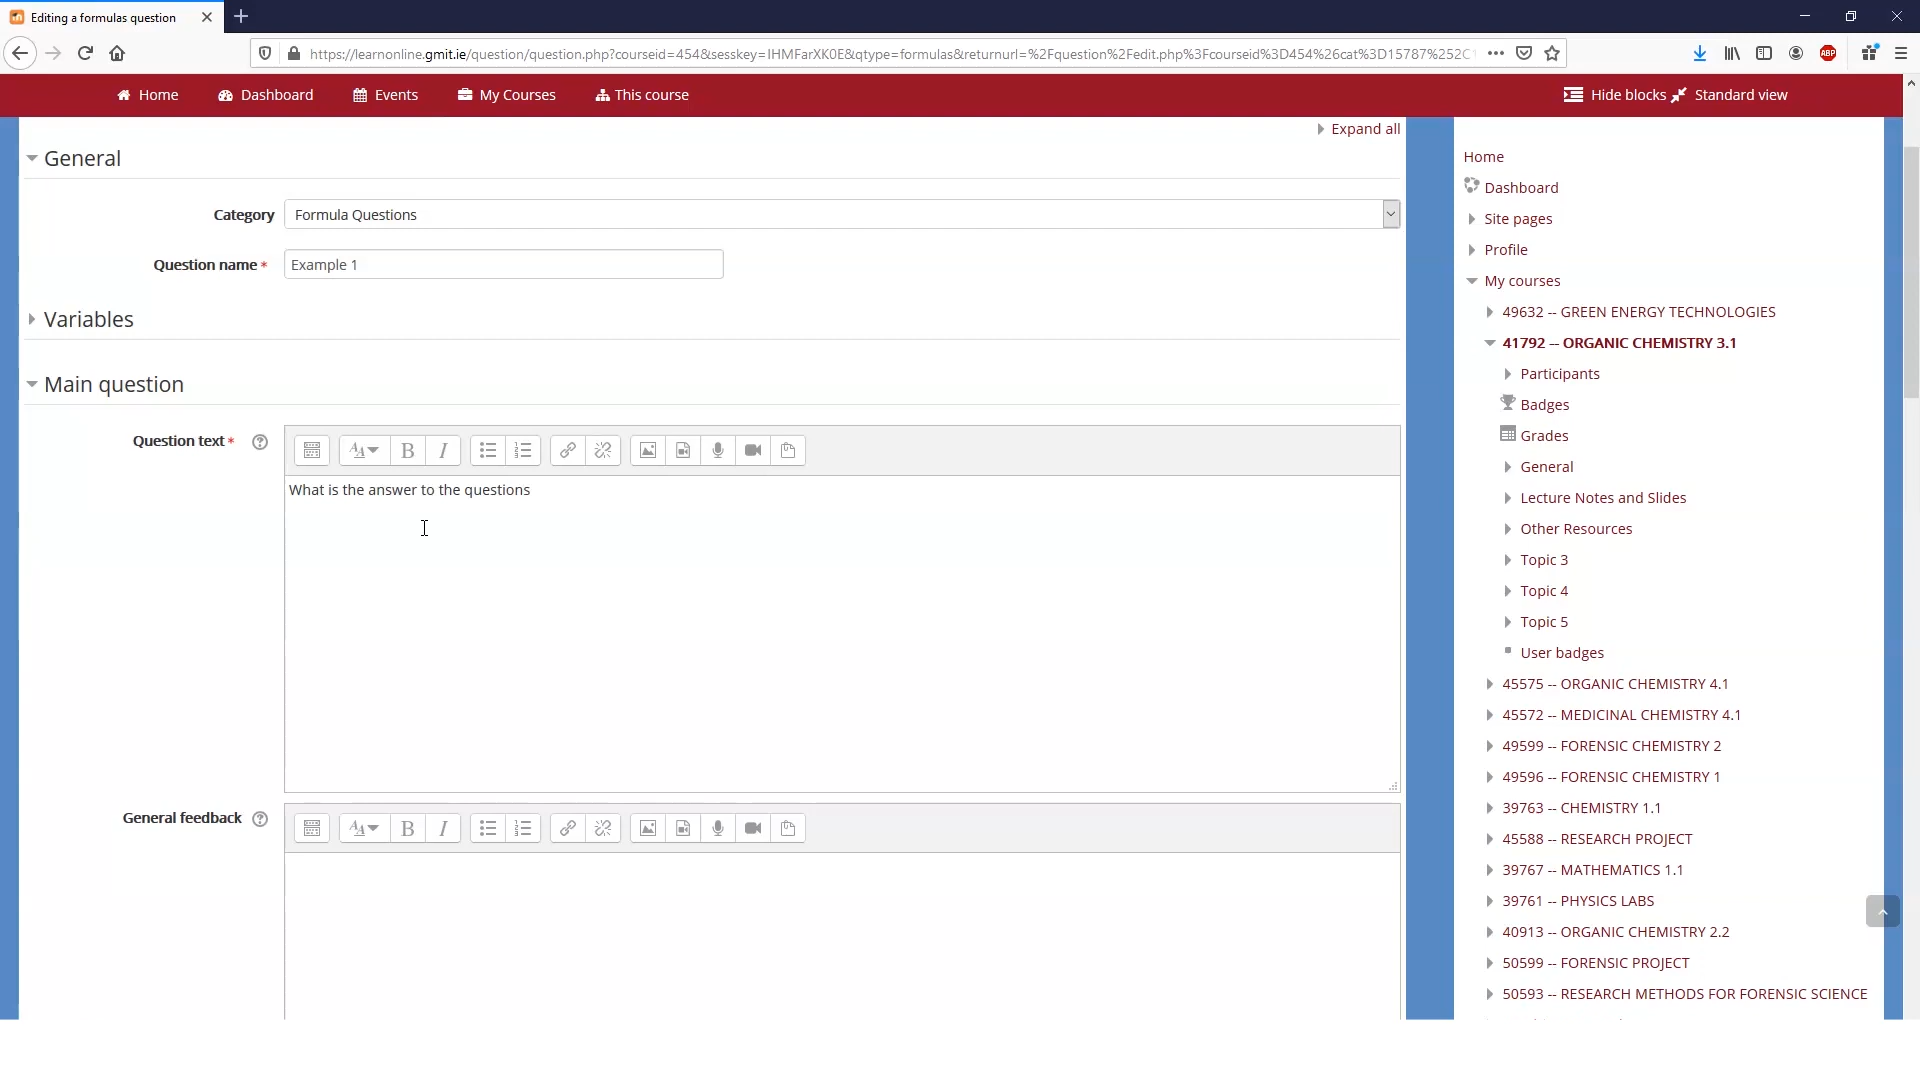 Editing a formulas question
https://learnonline.gmit.ie/question/question.php?courseid=454&sesskey=IHMFarXK0E&qtype=formulas&returnurl=%2Fquestion%2Fedit.php%3Fcourseid%3D454%26cat%3D15787%252C1
ABP
Home
Dashboard
Events
My Courses
This course
Hide blocks
Standard view
Expand all
General
Category
Formula Questions
Question name *
Example 1
Variables
Main question
Question text *
What is the answer to the questions
General feedback
Home
Dashboard
Site pages
Profile
My courses
49632 -- GREEN ENERGY TECHNOLOGIES
41792 -- ORGANIC CHEMISTRY 3.1
Participants
Badges
Grades
General
Lecture Notes and Slides
Other Resources
Topic 3
Topic 4
Topic 5
User badges
45575 -- ORGANIC CHEMISTRY 4.1
45572 -- MEDICINAL CHEMISTRY 4.1
49599 -- FORENSIC CHEMISTRY 2
49596 -- FORENSIC CHEMISTRY 1
39763 -- CHEMISTRY 1.1
45588 -- RESEARCH PROJECT
39767 -- MATHEMATICS 1.1
39761 -- PHYSICS LABS
40913 -- ORGANIC CHEMISTRY 2.2
50599 -- FORENSIC PROJECT
50593 -- RESEARCH METHODS FOR FORENSIC SCIENCE